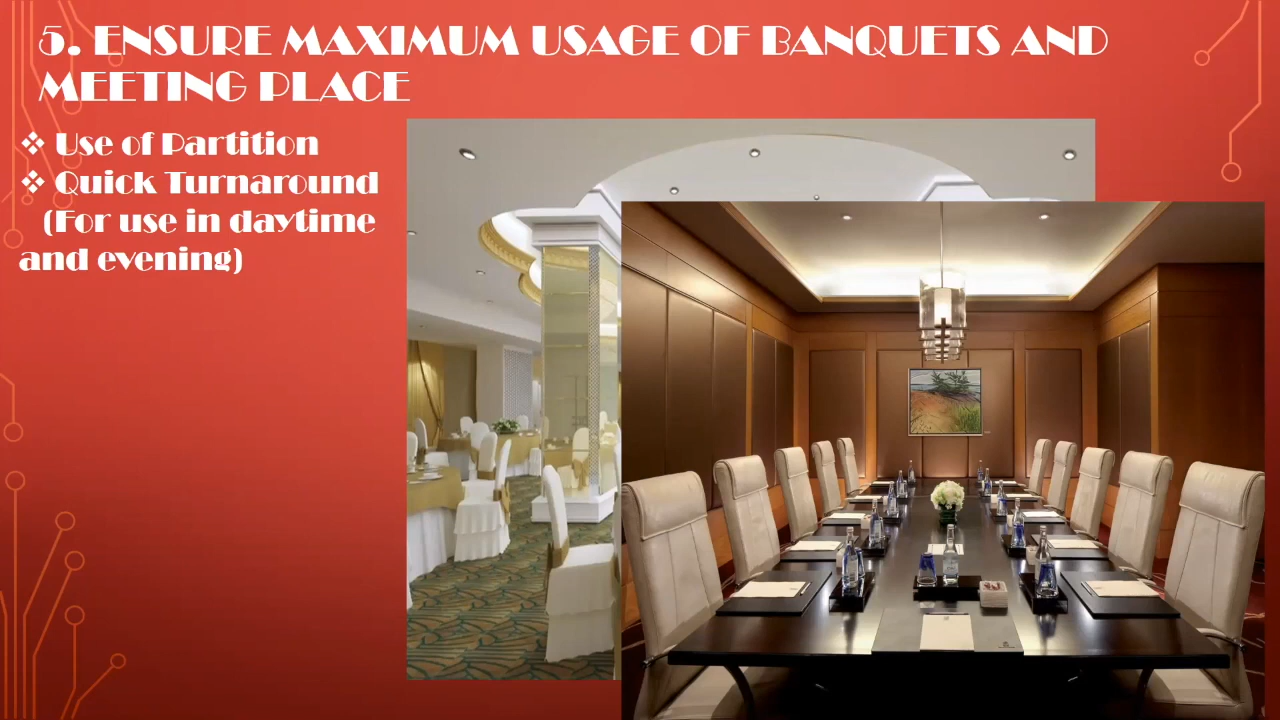 5. ENSURE MAXIMUM USAGE OF BANQUETS AND
MEETING PLACE
❖ Use of Partition
❖ Quick Turnaround
(For use in daytime
and evening)